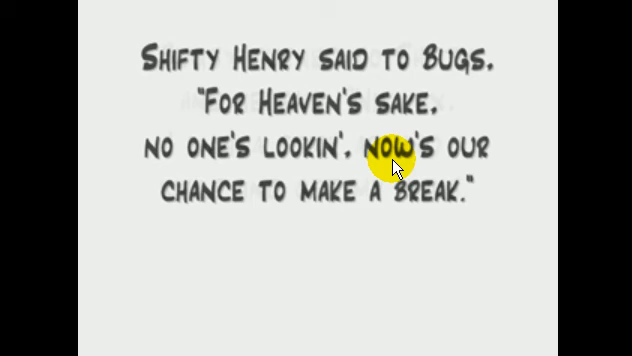 Shifty Henry said to Bugs,
"For Heaven's sake,
no one's lookin', now's our
chance to make a break."